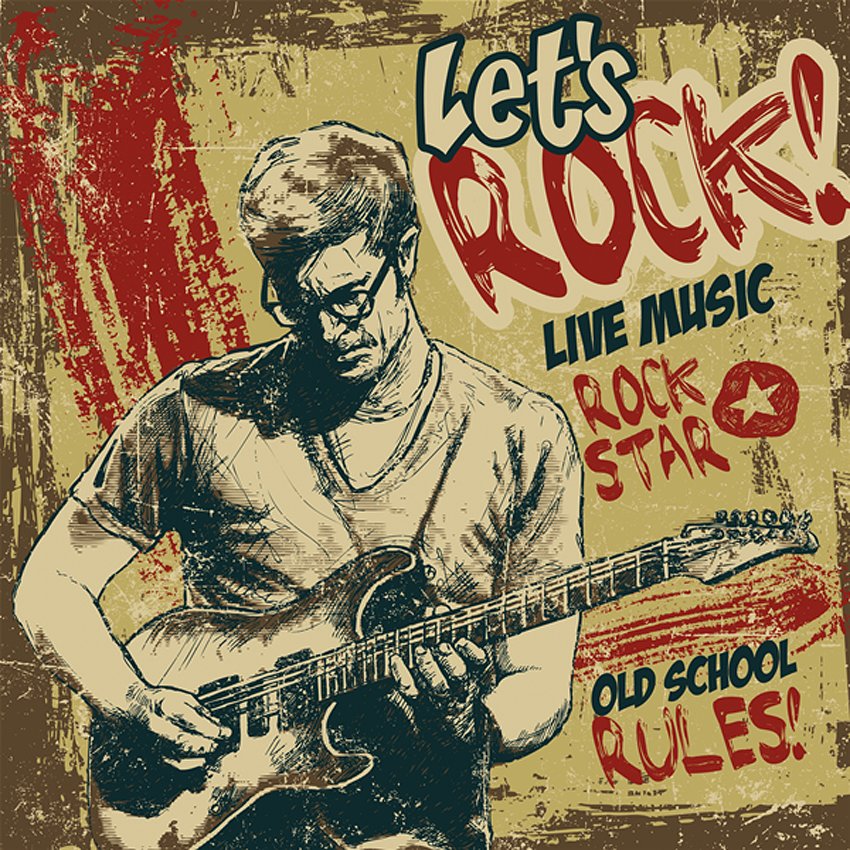 Let's
ROCK!
LIVE MUSIC
ROCK
STAR
OLD SCHOOL
RULES!